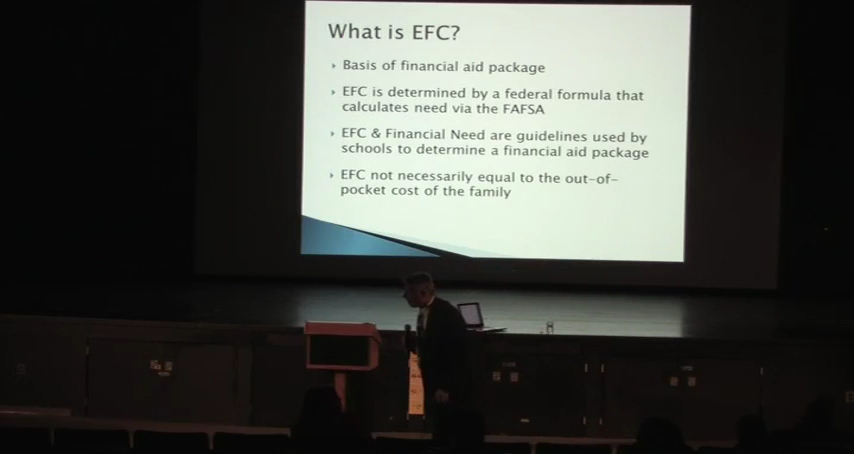 What is EFC?
Basis of financial aid package
EFC is determined by a federal formula that
calculates need via the FAFSA
EFC & Financial Need are guidelines used by
schools to determine a financial aid package
EFC not necessarily equal to the out-of-
pocket cost of the family